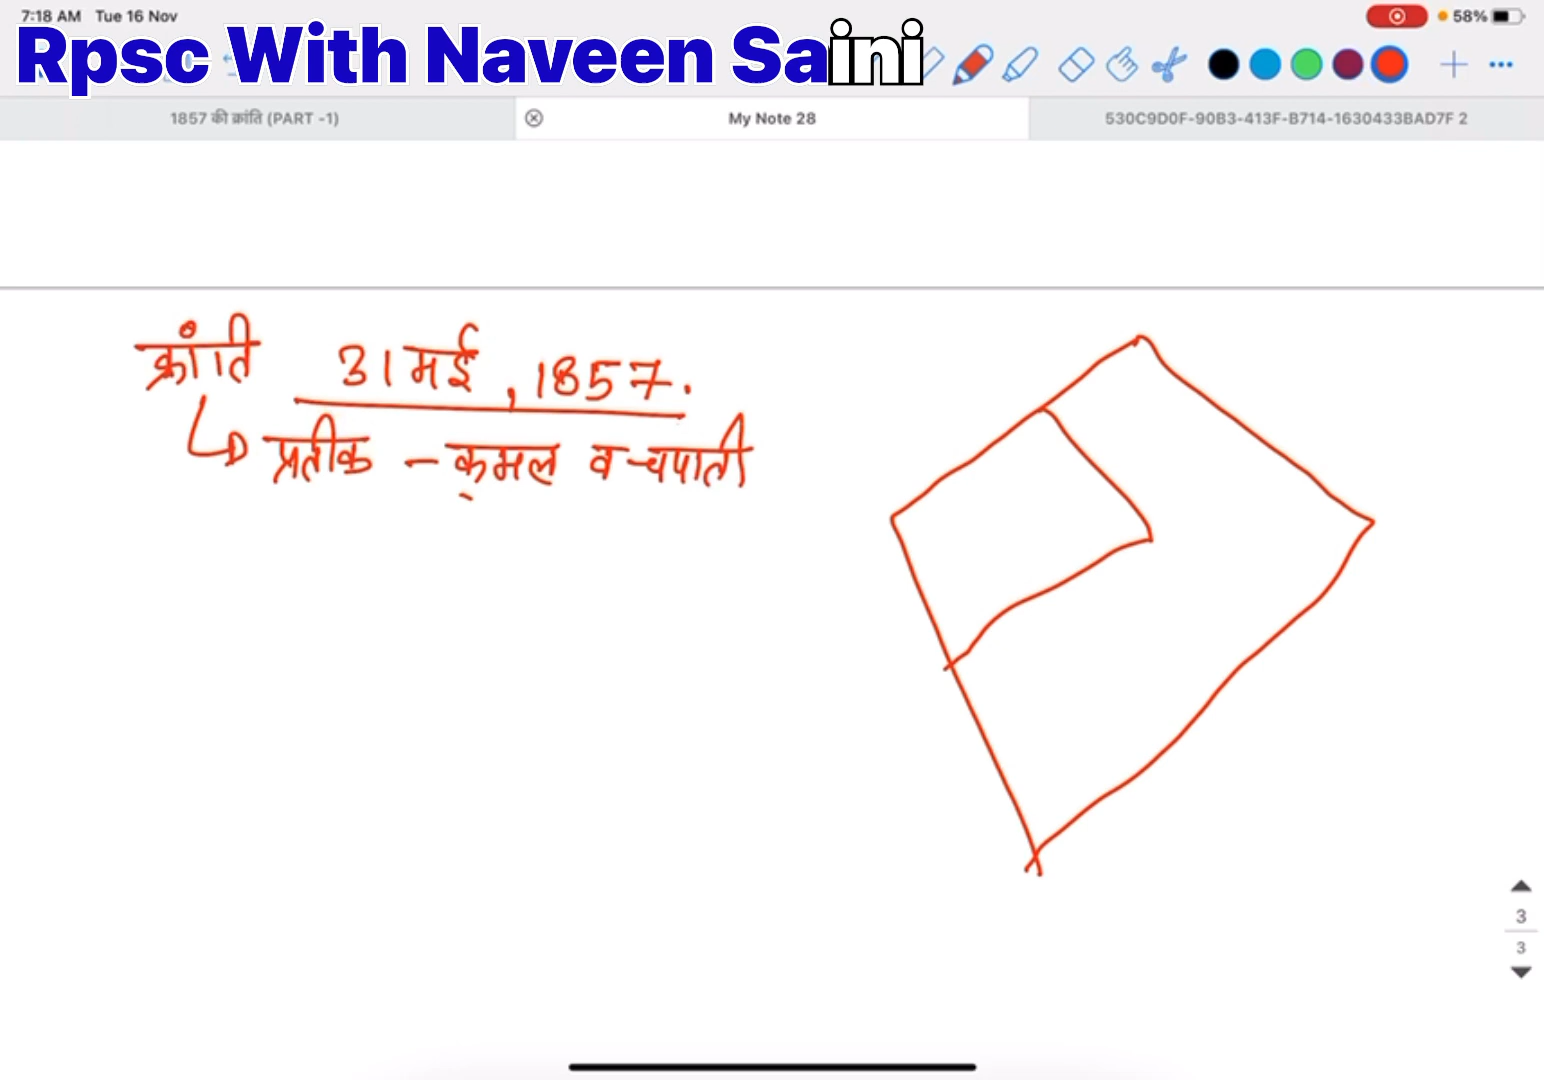 7:18 AM Tue 16 Nov
58%
Rpsc With Naveen Saini
1857 की क्रांति (PART -1)
My Note 28
530C9D0F-90B3-413F-B714-1630433BAD7F 2
क्रांति 31 मई, 1857.
प्रतीक - कमल व चपाती
3
3